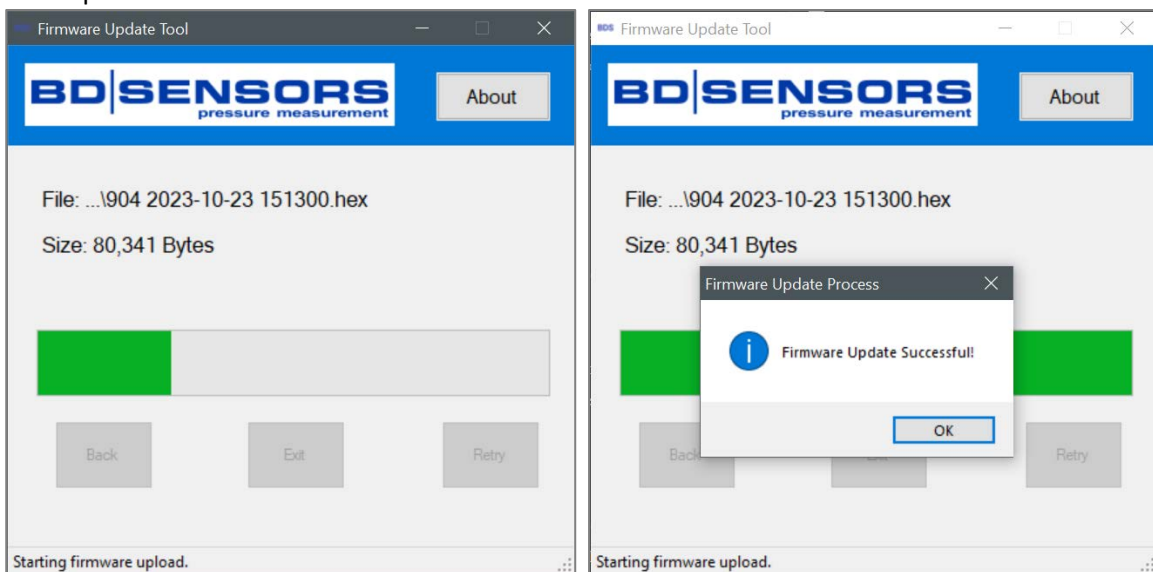 Firmware Update Tool
BD|SENSORS
pressure measurement
About
File: ...\904 2023-10-23 151300.hex
Size: 80,341 Bytes
Back
Exit
Retry
Starting firmware upload.
BDS Firmware Update Tool
BD|SENSORS
pressure measurement
About
File: ...\904 2023-10-23 151300.hex
Size: 80,341 Bytes
Firmware Update Process
Firmware Update Successful!
OK
Retry
Starting firmware upload.